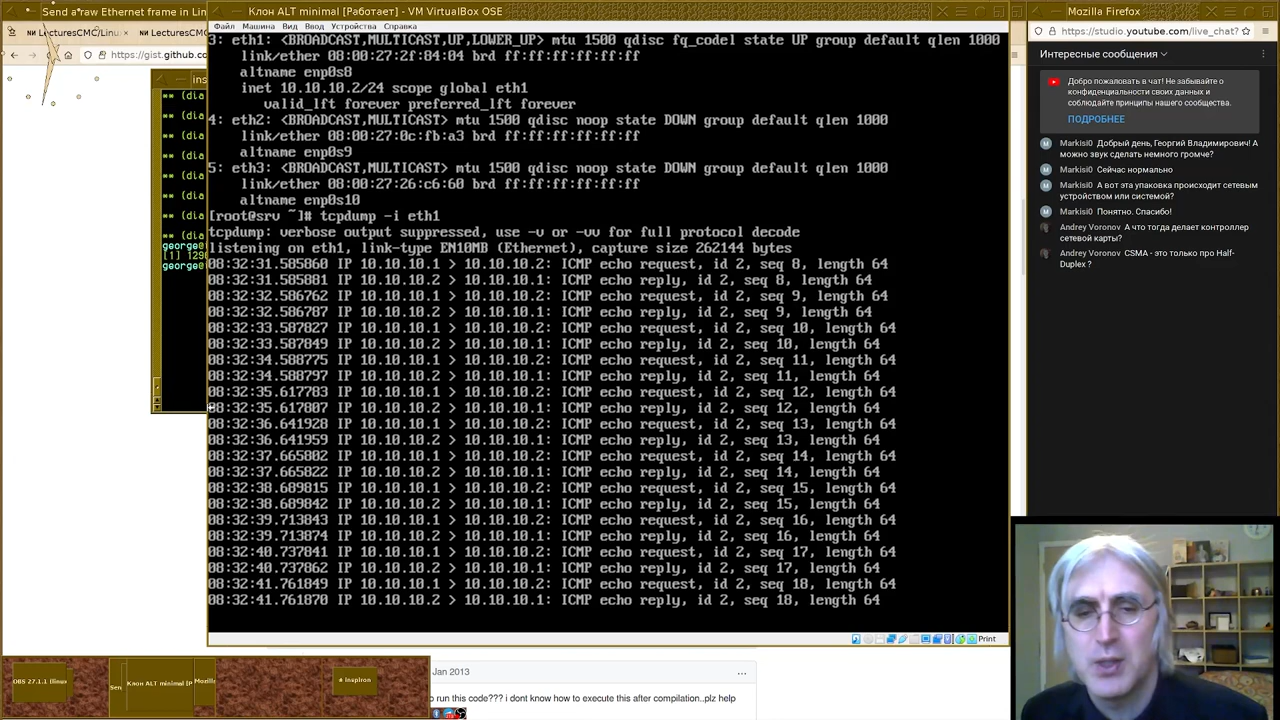 Send a*raw Ethernet frame in Lin
LecturesCMC/Linux
LecturesCM
https://gist.github.co
ins
** (dia
** (dia
** (dia
** (dia
** (dia
** (dia
** (dia
george@
[1] 129
george@
Клон ALT minimal [Работает] - VM VirtualBox OSE
Файл Машина Вид Ввод Устройства Справка
3: eth1: <BROADCAST,MULTICAST,UP,LOWER_UP> mtu 1500 qdisc fq_codel state UP group default qlen 1000
link/ether 08:00:27:2f:84:04 brd ff:ff:ff:ff:ff:ff
altname enp0s8
inet 10.10.10.2/24 scope global eth1
valid_lft forever preferred_lft forever
4: eth2: <BROADCAST,MULTICAST> mtu 1500 qdisc noop state DOWN group default qlen 1000
link/ether 08:00:27:0c:fb:a3 brd ff:ff:ff:ff:ff:ff
altname enp0s9
5: eth3: <BROADCAST,MULTICAST> mtu 1500 qdisc noop state DOWN group default qlen 1000
link/ether 08:00:27:26:c6:60 brd ff:ff:ff:ff:ff:ff
altname enp0s10
[root@srv ~]# tcpdump -i eth1
tcpdump: verbose output suppressed, use -v or -vv for full protocol decode
listening on eth1, link-type EN10MB (Ethernet), capture size 262144 bytes
08:32:31.585860 IP 10.10.10.1 > 10.10.10.2: ICMP echo request, id 2, seq 8, length 64
08:32:31.585881 IP 10.10.10.2 > 10.10.10.1: ICMP echo reply, id 2, seq 8, length 64
08:32:32.586762 IP 10.10.10.1 > 10.10.10.2: ICMP echo request, id 2, seq 9, length 64
08:32:32.586787 IP 10.10.10.2 > 10.10.10.1: ICMP echo reply, id 2, seq 9, length 64
08:32:33.587827 IP 10.10.10.1 > 10.10.10.2: ICMP echo request, id 2, seq 10, length 64
08:32:33.587849 IP 10.10.10.2 > 10.10.10.1: ICMP echo reply, id 2, seq 10, length 64
08:32:34.588775 IP 10.10.10.1 > 10.10.10.2: ICMP echo request, id 2, seq 11, length 64
08:32:34.588797 IP 10.10.10.2 > 10.10.10.1: ICMP echo reply, id 2, seq 11, length 64
08:32:35.617783 IP 10.10.10.1 > 10.10.10.2: ICMP echo request, id 2, seq 12, length 64
08:32:35.617807 IP 10.10.10.2 > 10.10.10.1: ICMP echo reply, id 2, seq 12, length 64
08:32:36.641928 IP 10.10.10.1 > 10.10.10.2: ICMP echo request, id 2, seq 13, length 64
08:32:36.641959 IP 10.10.10.2 > 10.10.10.1: ICMP echo reply, id 2, seq 13, length 64
08:32:37.665802 IP 10.10.10.1 > 10.10.10.2: ICMP echo request, id 2, seq 14, length 64
08:32:37.665822 IP 10.10.10.2 > 10.10.10.1: ICMP echo reply, id 2, seq 14, length 64
08:32:38.689815 IP 10.10.10.1 > 10.10.10.2: ICMP echo request, id 2, seq 15, length 64
08:32:38.689842 IP 10.10.10.2 > 10.10.10.1: ICMP echo reply, id 2, seq 15, length 64
08:32:39.713843 IP 10.10.10.1 > 10.10.10.2: ICMP echo request, id 2, seq 16, length 64
08:32:39.713874 IP 10.10.10.2 > 10.10.10.1: ICMP echo reply, id 2, seq 16, length 64
08:32:40.737841 IP 10.10.10.1 > 10.10.10.2: ICMP echo request, id 2, seq 17, length 64
08:32:40.737862 IP 10.10.10.2 > 10.10.10.1: ICMP echo reply, id 2, seq 17, length 64
08:32:41.761849 IP 10.10.10.1 > 10.10.10.2: ICMP echo request, id 2, seq 18, length 64
08:32:41.761870 IP 10.10.10.2 > 10.10.10.1: ICMP echo reply, id 2, seq 18, length 64
Print
Mozilla Firefox
https://studio.youtube.com/live_chat?
Интересные сообщения
Добро пожаловать в чат! Не забывайте о
конфиденциальности своих данных и
соблюдайте принципы нашего сообщества.
ПОДРОБНЕЕ
Markisi0 Добрый день, Георгий Владимирович! А
можно звук сделать немного громче?
Markisi0 Сейчас нормально
Markisi0 А вот эта упаковка происходит сетевым
устройством или системой?
Markisi0 Понятно. Спасибо!
Andrey Voronov А что тогда делает контроллер
сетевой карты?
Andrey Voronov CSMA - это только про Half-
Duplex ?
Jan 2013
o run this code??? i dont know how to execute this after compilation..plz help
OBS 27.1.1 (linux
Sen
Клон ALT minimal [Р
Mozilla
# inspiron